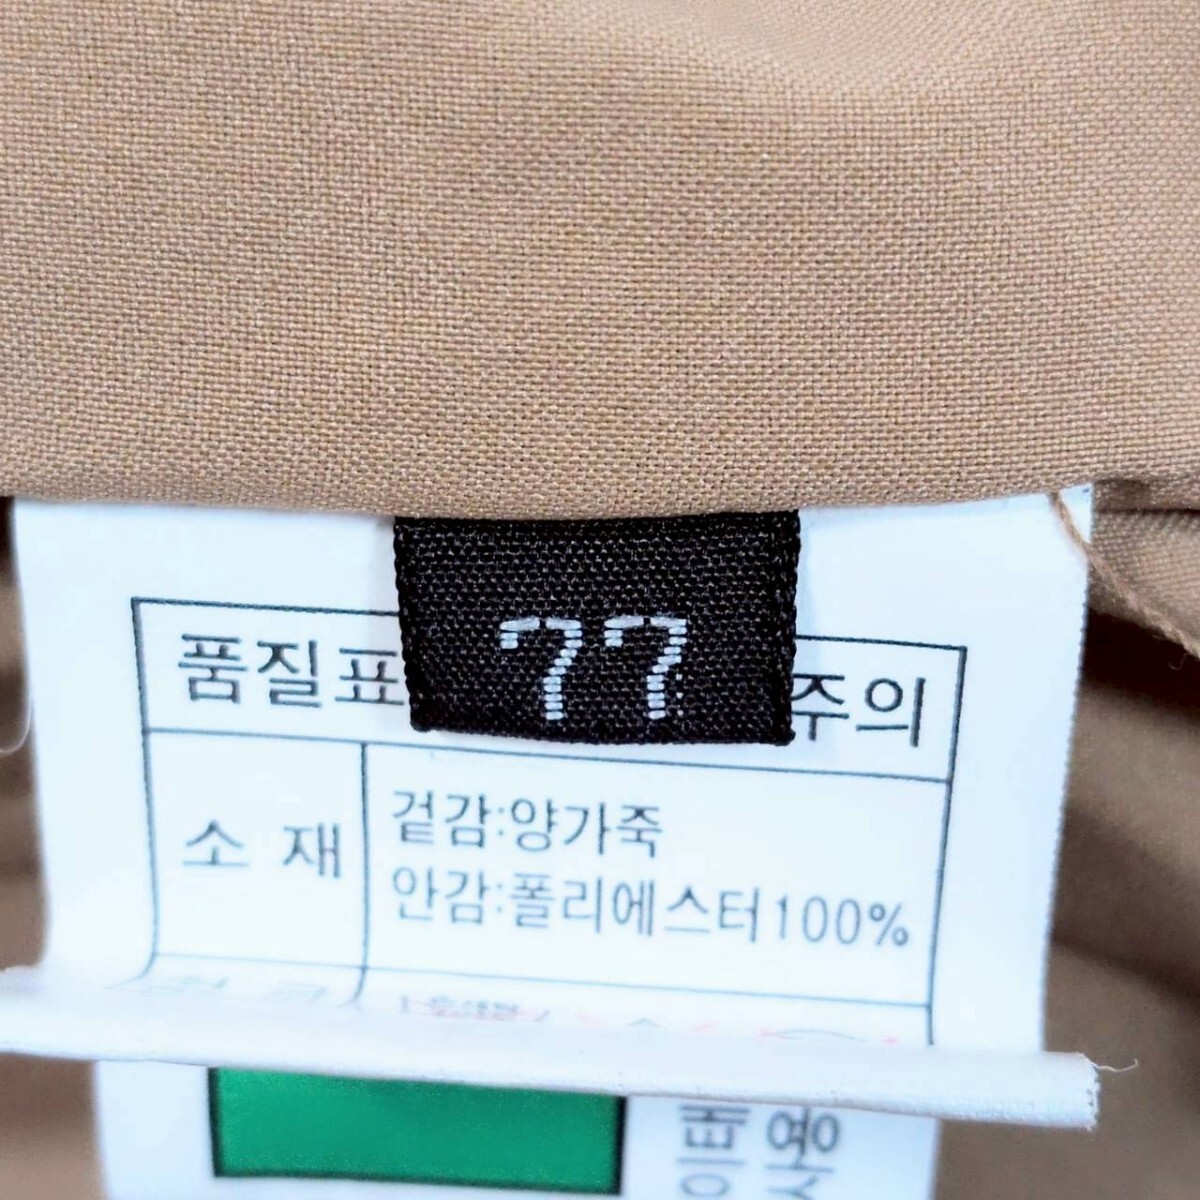 77
품질표
주의
소 재
겉감:양가죽
안감:폴리에스터100%